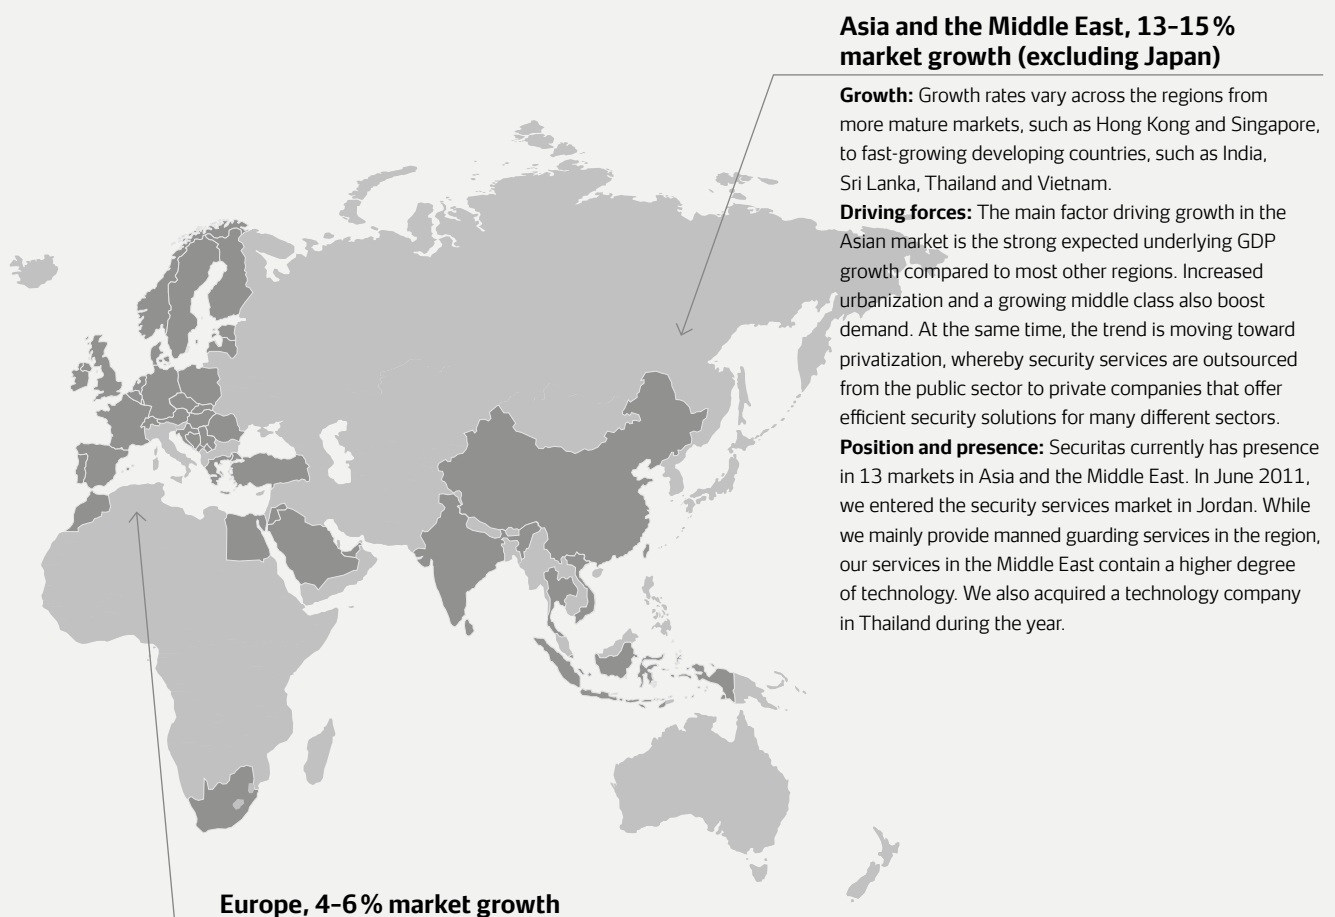 Asia and the Middle East, 13–15 %
market growth (excluding Japan)
Growth: Growth rates vary across the regions from
more mature markets, such as Hong Kong and Singapore,
to fast-growing developing countries, such as India,
Sri Lanka, Thailand and Vietnam.
Driving forces: The main factor driving growth in the
Asian market is the strong expected underlying GDP
growth compared to most other regions. Increased
urbanization and a growing middle class also boost
demand. At the same time, the trend is moving toward
privatization, whereby security services are outsourced
from the public sector to private companies that offer
efficient security solutions for many different sectors.
Position and presence: Securitas currently has presence
in 13 markets in Asia and the Middle East. In June 2011,
we entered the security services market in Jordan. While
we mainly provide manned guarding services in the region,
our services in the Middle East contain a higher degree
of technology. We also acquired a technology company
in Thailand during the year.
Europe, 4–6 % market growth